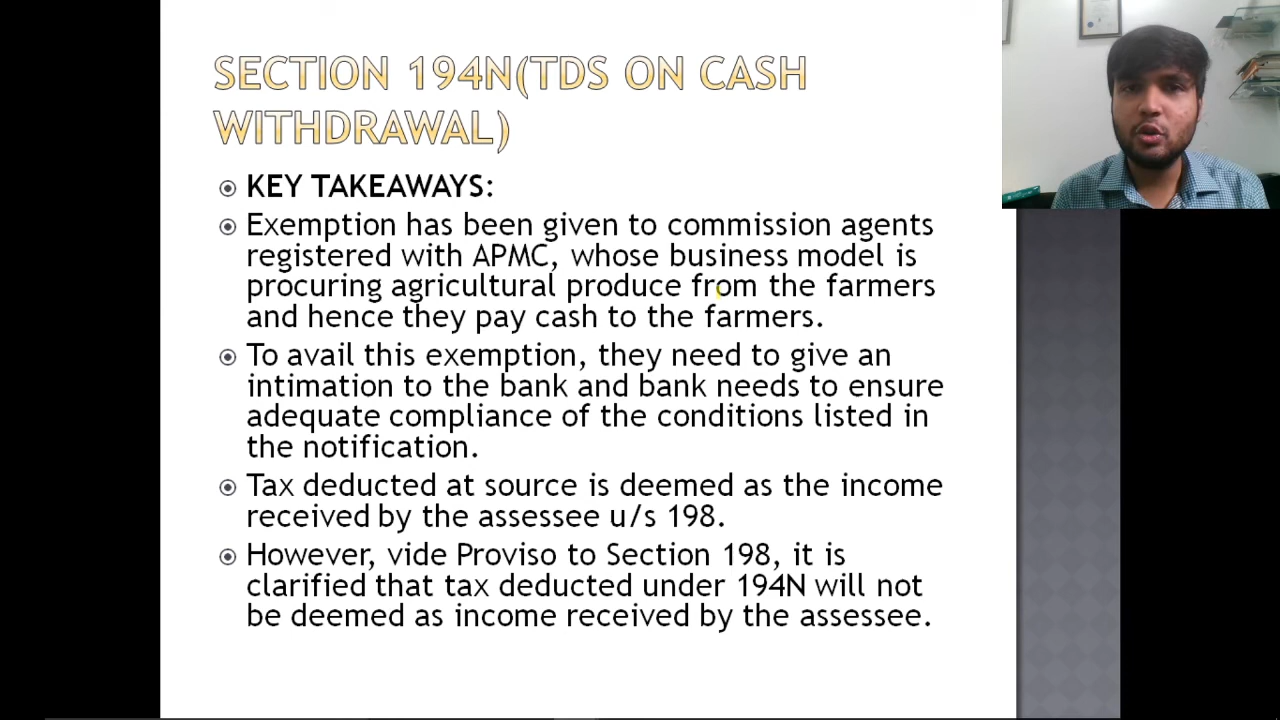 SECTION 194N(TDS ON CASH
WITHDRAWAL)
KEY TAKEAWAYS:
Exemption has been given to commission agents
registered with APMC, whose business model is
procuring agricultural produce from the farmers
and hence they pay cash to the farmers.
To avail this exemption, they need to give an
intimation to the bank and bank needs to ensure
adequate compliance of the conditions listed in
the notification.
Tax deducted at source is deemed as the income
received by the assessee u/s 198.
However, vide Proviso to Section 198, it is
clarified that tax deducted under 194N will not
be deemed as income received by the assessee.